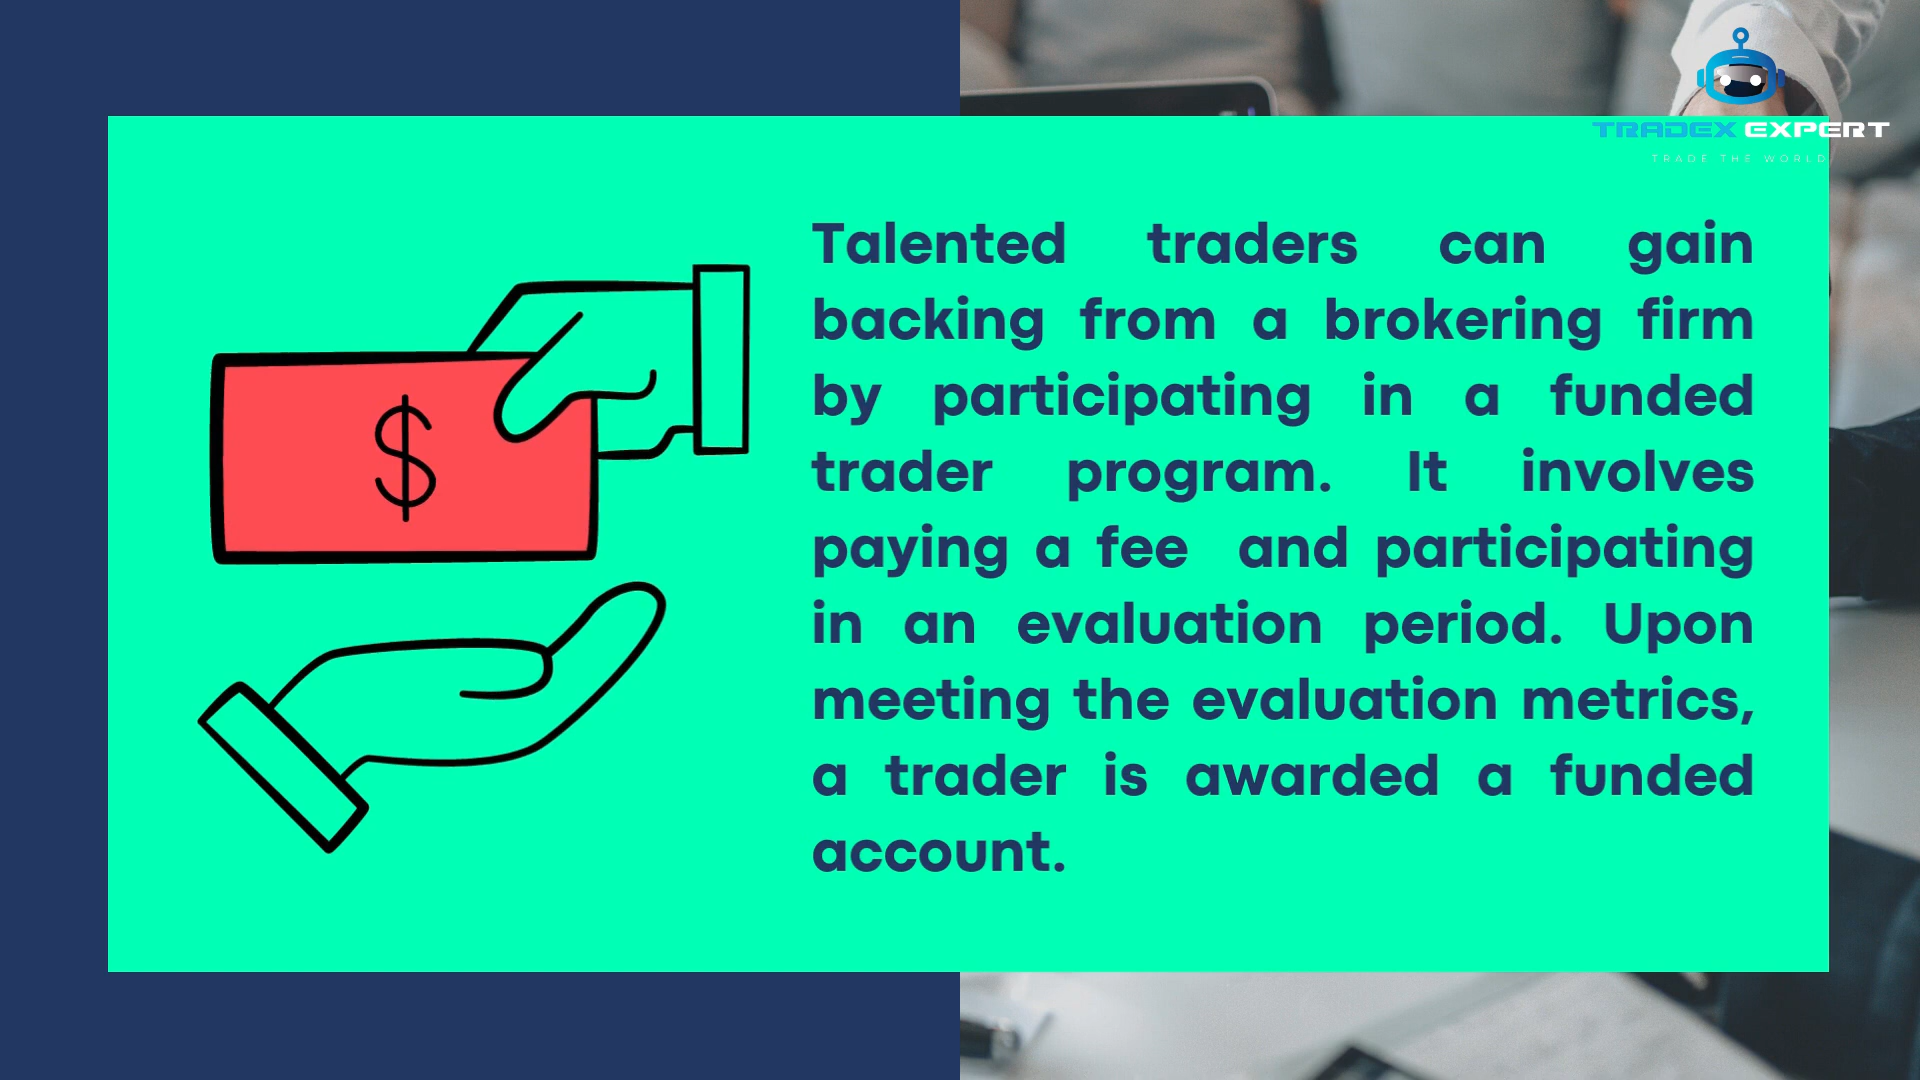 TRADEX EXPERT
TRADE THE WORLD
Talented traders can gain
backing from a brokering firm
by participating in a funded
trader program. It involves
paying a fee and participating
in an evaluation period. Upon
meeting the evaluation metrics,
a trader is awarded a funded
account.
$